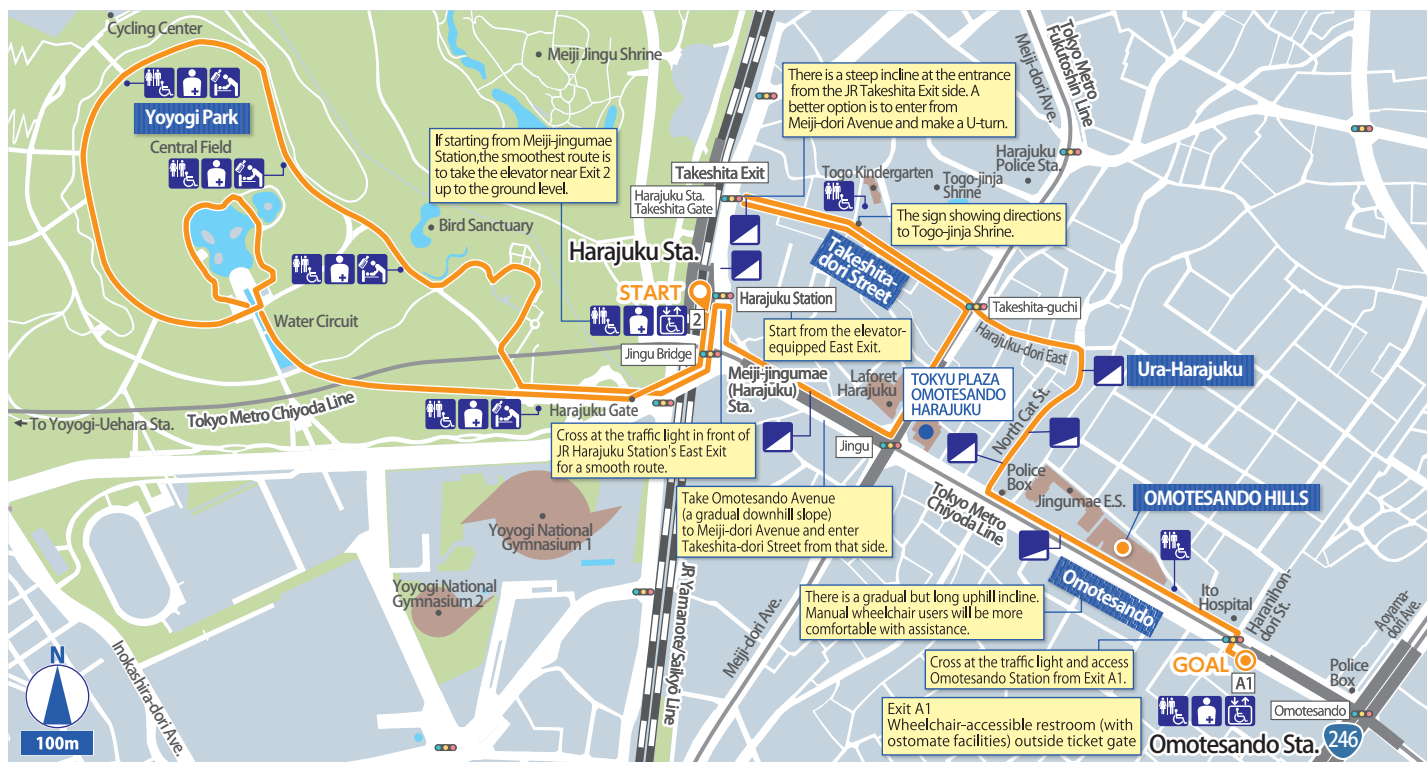 Cycling Center
Meiji Jingu Shrine
Yoyogi Park
Central Field
Bird Sanctuary
Water Circuit
If starting from Meiji-jingumae
Station,the smoothest route is
to take the elevator near Exit 2
up to the ground level.
There is a steep incline at the entrance
from the JR Takeshita Exit side. A
better option is to enter from
Meiji-dori Avenue and make a U-turn.
Tokyo Metro
Fukutoshin Line
Meiji-dori Ave.
Harajuku
Police Sta.
Takeshita Exit
Harajuku Sta.
Takeshita Gate
Togo Kindergarten
Togo-jinja
Shrine
The sign showing directions
to Togo-jinja Shrine.
Takeshita-
dori Street
Harajuku Sta.
START
2
Harajuku Station
Start from the elevator-
equipped East Exit.
Takeshita-guchi
Harajuku-dori East
Ura-Harajuku
Jingu Bridge
Meiji-jingumae
(Harajuku)
Sta.
Laforet
Harajuku
TOKYU PLAZA
OMOTESANDO
HARAJUKU
North Cat St.
To Yoyogi-Uehara Sta.
Tokyo Metro Chiyoda Line
Harajuku Gate
Cross at the traffic light in front of
JR Harajuku Station's East Exit
for a smooth route.
Jingu
Police
Box
Jingumae E.S.
OMOTESANDO HILLS
Tokyo Metro
Chiyoda Line
Take Omotesando Avenue
(a gradual downhill slope)
to Meiji-dori Avenue and enter
Takeshita-dori Street from that side.
Yoyogi National
Gymnasium 1
Yoyogi National
Gymnasium 2
JR Yamanote/Saikyō Line
Meiji-dori Ave.
There is a gradual but long uphill incline.
Manual wheelchair users will be more
comfortable with assistance.
Omotesando
Ito
Hospital
Haranihon-
dori St.
Aoyama-
dori Ave.
Cross at the traffic light and access
Omotesando Station from Exit A1.
GOAL
A1
Police
Box
Exit A1
Wheelchair-accessible restroom (with
ostomate facilities) outside ticket gate
Omotesando
Omotesando Sta.
246
Inokashira-dori Ave.
N
100m